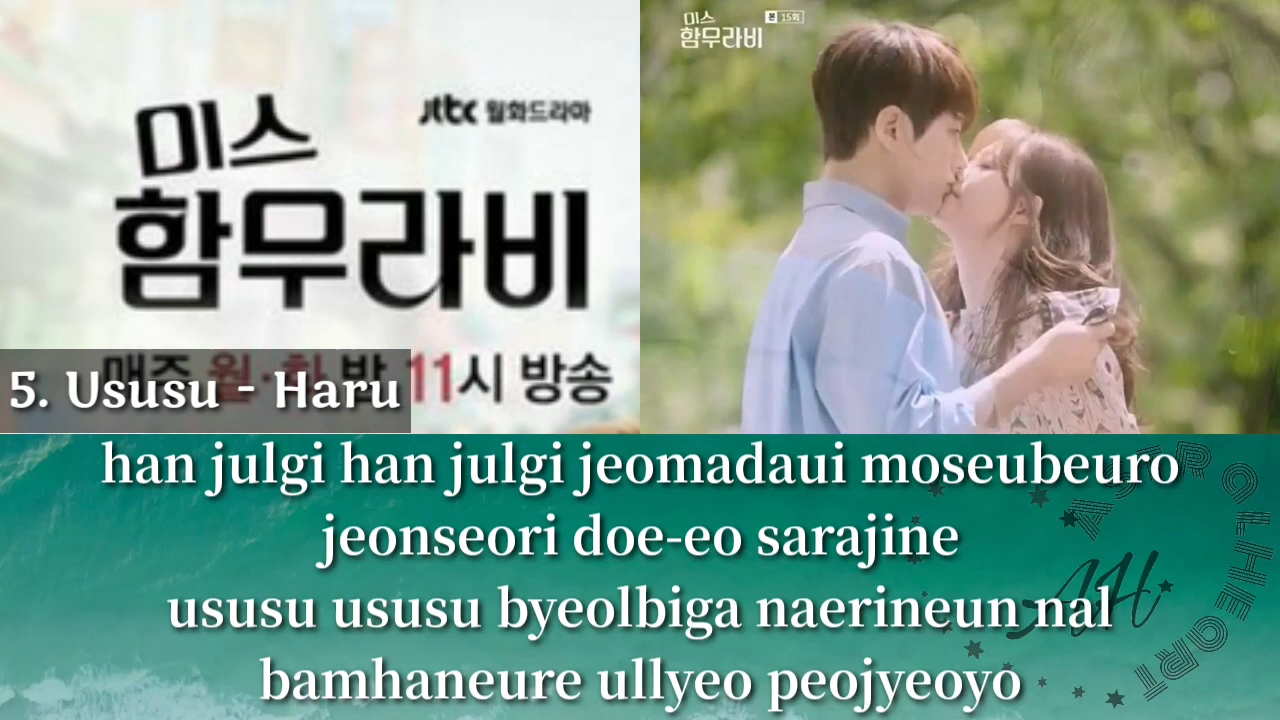 미스
함무라비
jtbc 월화드라마
매주 월·화 밤 11시 방송
미스
함무라비
본 15회
5. Ususu - Haru
han julgi han julgi jeomadaui moseubeuro
jeonseori doe-eo sarajine
ususu ususu byeolbiga naerineun nal
bamhaneure ullyeo peojyeoyo
AH